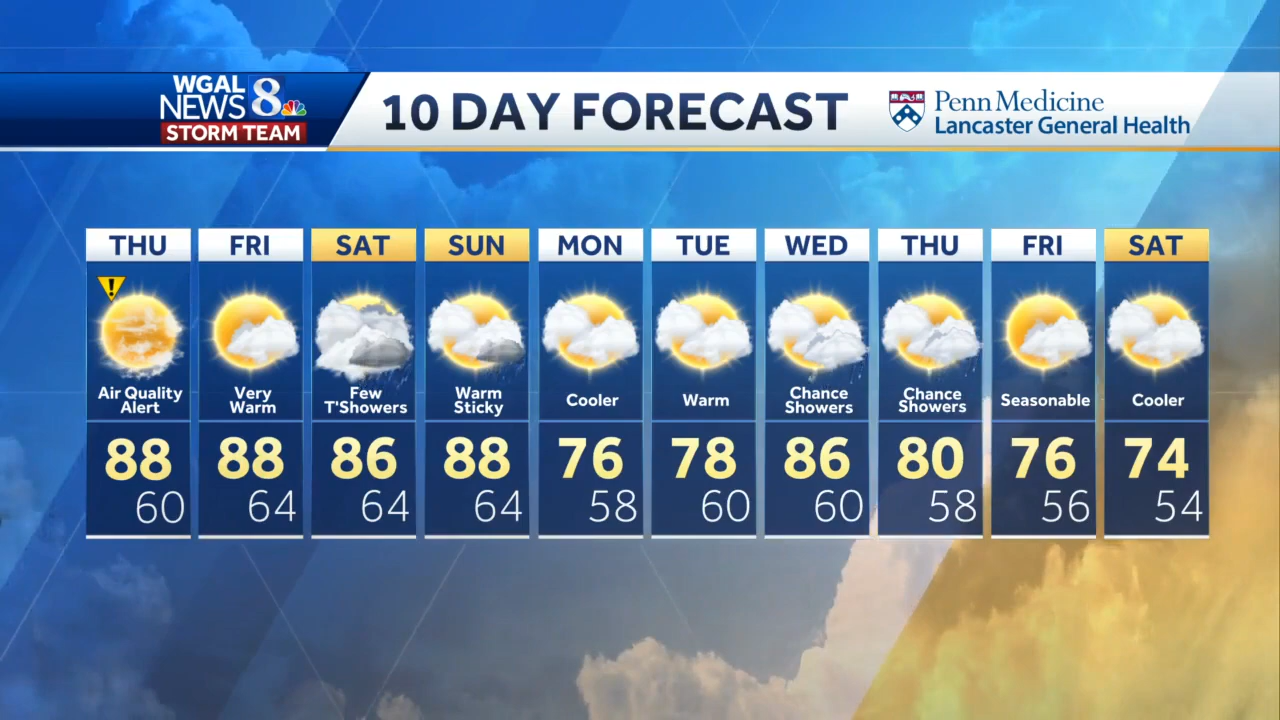 WGAL
NEWS 8
STORM TEAM
10 DAY FORECAST
Penn Medicine
Lancaster General Health
THU FRI SAT SUN MON TUE WED THU FRI SAT
!
Air Quality
Alert
Very
Warm
Few
T'Showers
Warm
Sticky
Cooler
Warm
Chance
Showers
Chance
Showers
Seasonable
Cooler
88 88 86 88 76 78 86 80 76 74
60 64 64 64 58 60 60 58 56 54